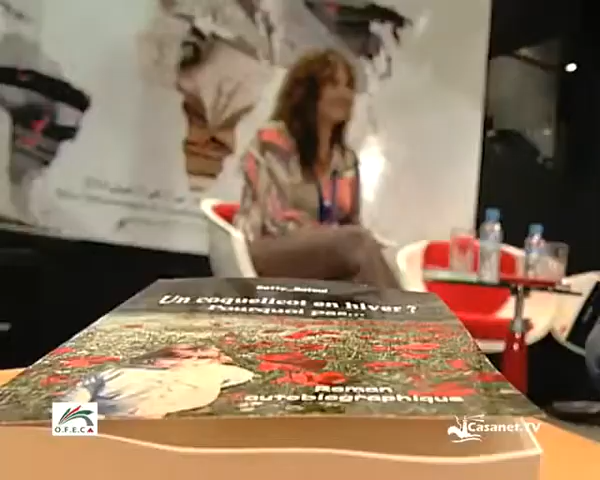 Un coquelicot en hiver ?
Pourquoi pas...
Roman
autobiographique
O.F.E.C.A
Casanet.TV